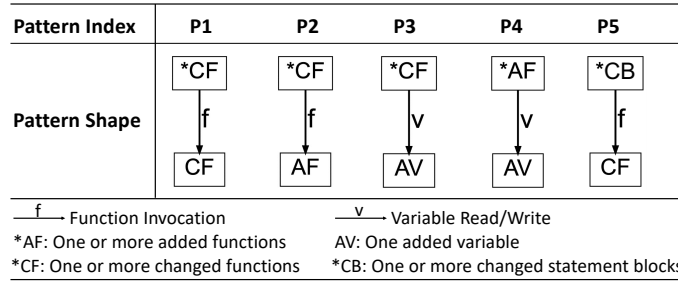 Pattern Index P1 P2 P3 P4 P5
*CF *CF *CF *AF *CB
Pattern Shape f f v v f
CF AF AV AV CF
f Function Invocation v Variable Read/Write
*AF: One or more added functions AV: One added variable
*CF: One or more changed functions *CB: One or more changed statement blocks